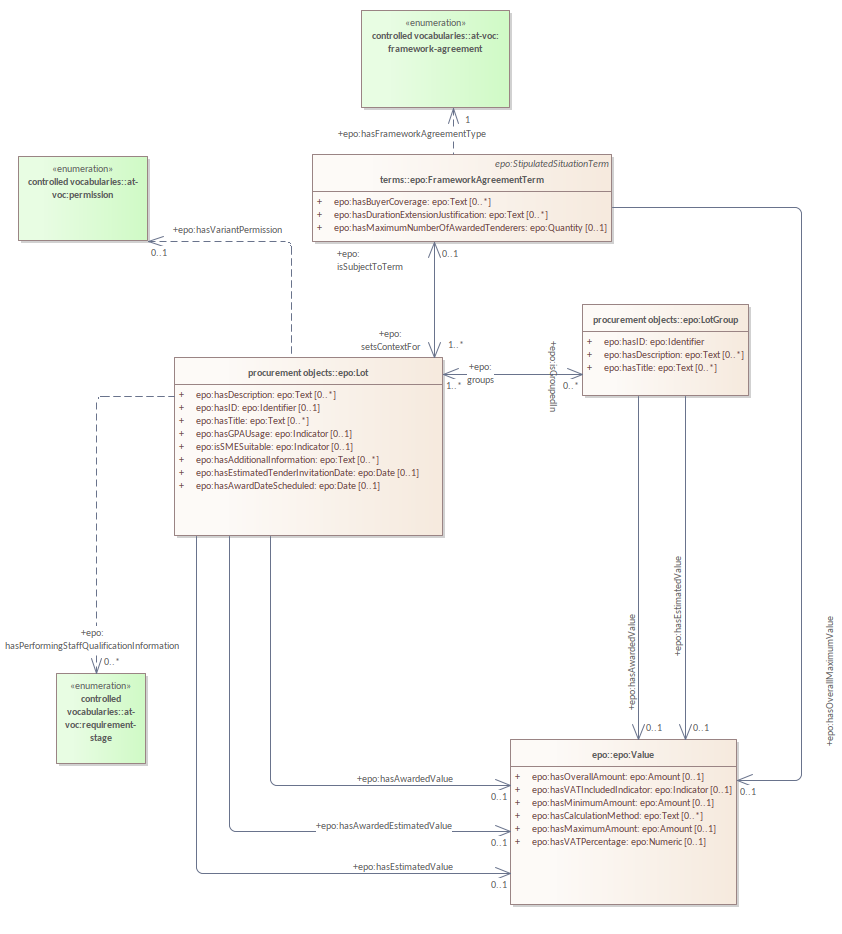 «enumeration»
controlled vocabularies::at-voc:
framework-agreement
1
+epo:hasFrameworkAgreementType
«enumeration»
controlled vocabularies::at-
voc:permission
epo:StipulatedSituationTerm
terms::epo:FrameworkAgreementTerm
+ epo:hasBuyerCoverage: epo:Text [0..*]
+ epo:hasDurationExtensionJustification: epo:Text [0..*]
+ epo:hasMaximumNumberOfAwardedTenderers: epo:Quantity [0..1]
+epo:hasVariantPermission
0..1
+epo:
isSubjectToTerm
0..1
+epo:
setsContextFor
1..*
procurement objects::epo:LotGroup
+ epo:hasID: epo:Identifier
+ epo:hasDescription: epo:Text [0..*]
+ epo:hasTitle: epo:Text [0..*]
+epo:
groups
1..*
+epo:isGroupedIn
0..*
procurement objects::epo:Lot
+ epo:hasDescription: epo:Text [0..*]
+ epo:hasID: epo:Identifier [0..1]
+ epo:hasTitle: epo:Text [0..*]
+ epo:hasGPAUsage: epo:Indicator [0..1]
+ epo:isSMESuitable: epo:Indicator [0..1]
+ epo:hasAdditionalInformation: epo:Text [0..*]
+ epo:hasEstimatedTenderInvitationDate: epo:Date [0..1]
+ epo:hasAwardDateScheduled: epo:Date [0..1]
+epo:
hasPerformingStaffQualificationInformation
0..*
«enumeration»
controlled
vocabularies::at-
voc:requirement-
stage
+epo:hasAwardedValue
0..1
+epo:hasEstimatedValue
0..1
+epo:hasOverallMaximumValue
0..1
epo::epo:Value
+ epo:hasOverallAmount: epo:Amount [0..1]
+ epo:hasVATIncludedIndicator: epo:Indicator [0..1]
+ epo:hasMinimumAmount: epo:Amount [0..1]
+ epo:hasCalculationMethod: epo:Text [0..*]
+ epo:hasMaximumAmount: epo:Amount [0..1]
+ epo:hasVATPercentage: epo:Numeric [0..1]
+epo:hasAwardedValue
0..1
+epo:hasAwardedEstimatedValue
0..1
+epo:hasEstimatedValue
0..1